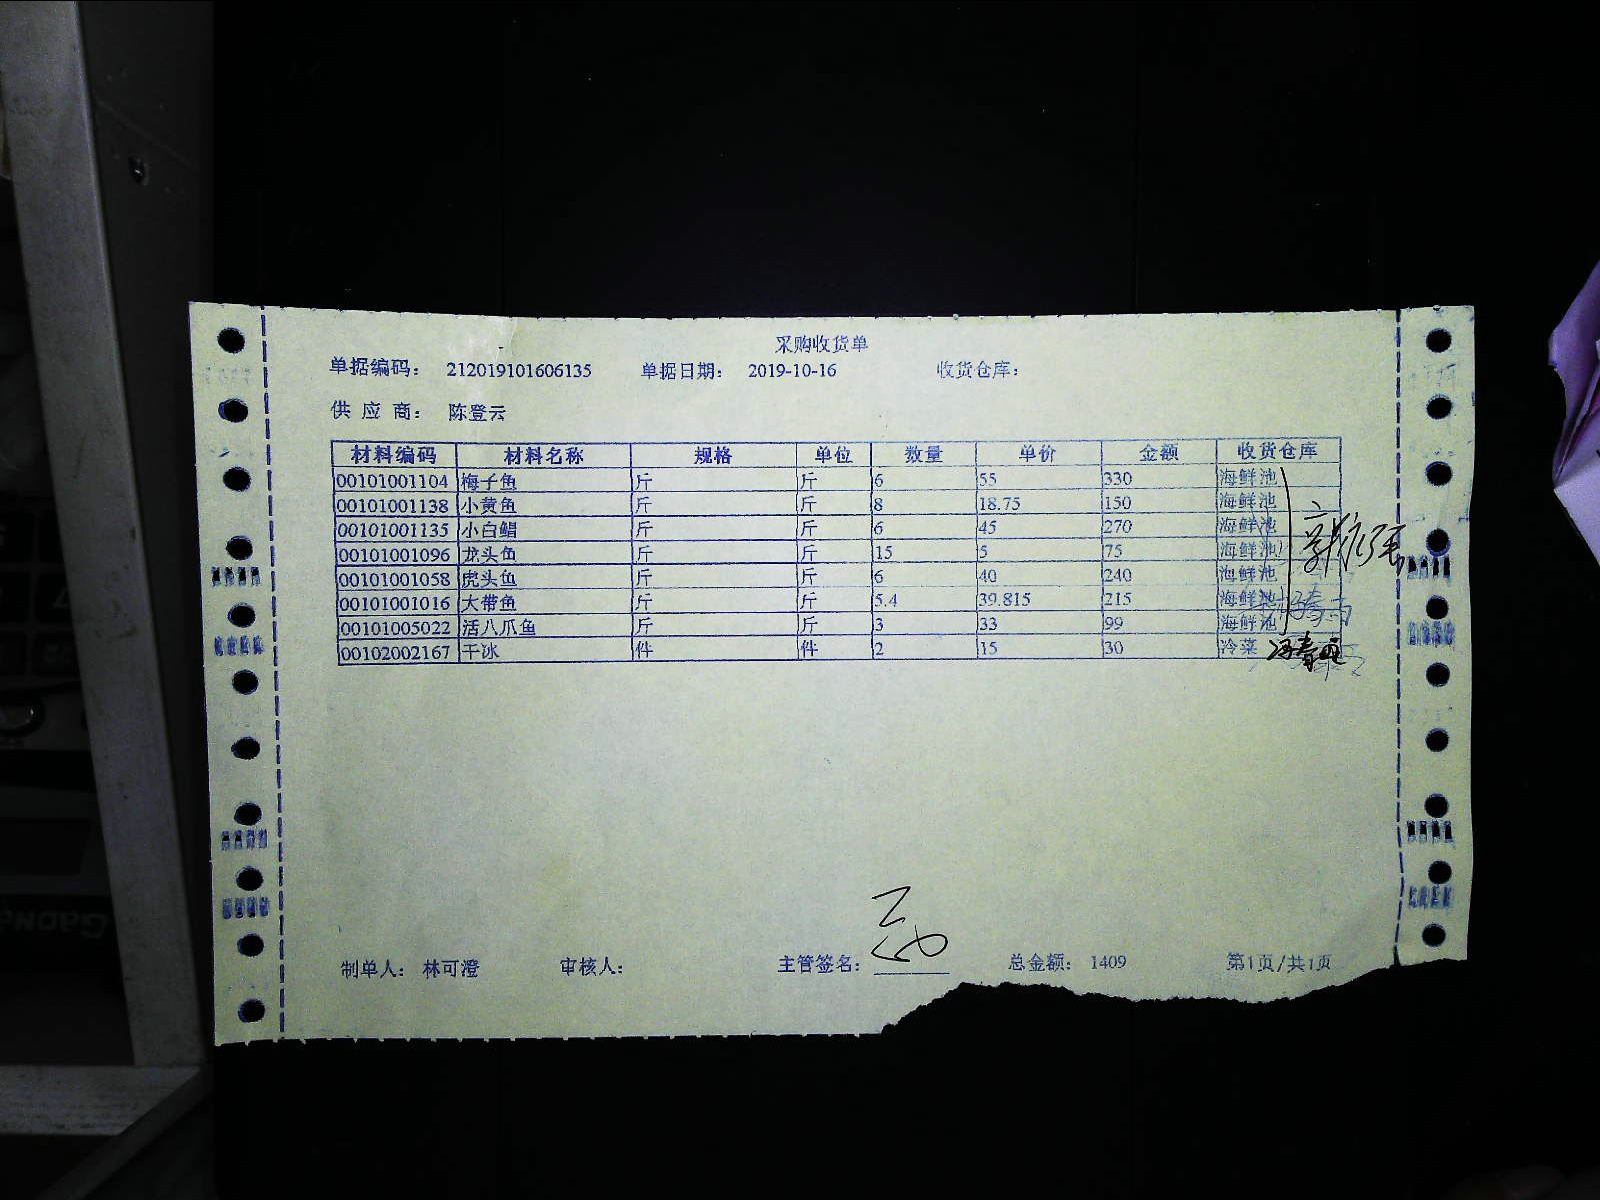 采购收货单
单据编码： 212019101606135 单据日期： 2019-10-16 收货仓库：
供 应 商： 陈登云
材料编码 材料名称 规格 单位 数量 单价 金额 收货仓库
00101001104 梅子鱼 斤 斤 6 55 330 海鲜池
00101001138 小黄鱼 斤 斤 8 18.75 150 海鲜池
00101001135 小白鲳 斤 斤 6 45 270 海鲜池
00101001096 龙头鱼 斤 斤 15 5 75 海鲜池
00101001058 虎头鱼 斤 斤 6 40 240 海鲜池
00101001016 大带鱼 斤 斤 5.4 39.815 215 海鲜池
00101005022 活八爪鱼 斤 斤 3 33 99 海鲜池
00102002167 干冰 件 件 2 15 30 冷菜
制单人： 林可澄 审核人： 主管签名： 总金额： 1409 第1页/共1页